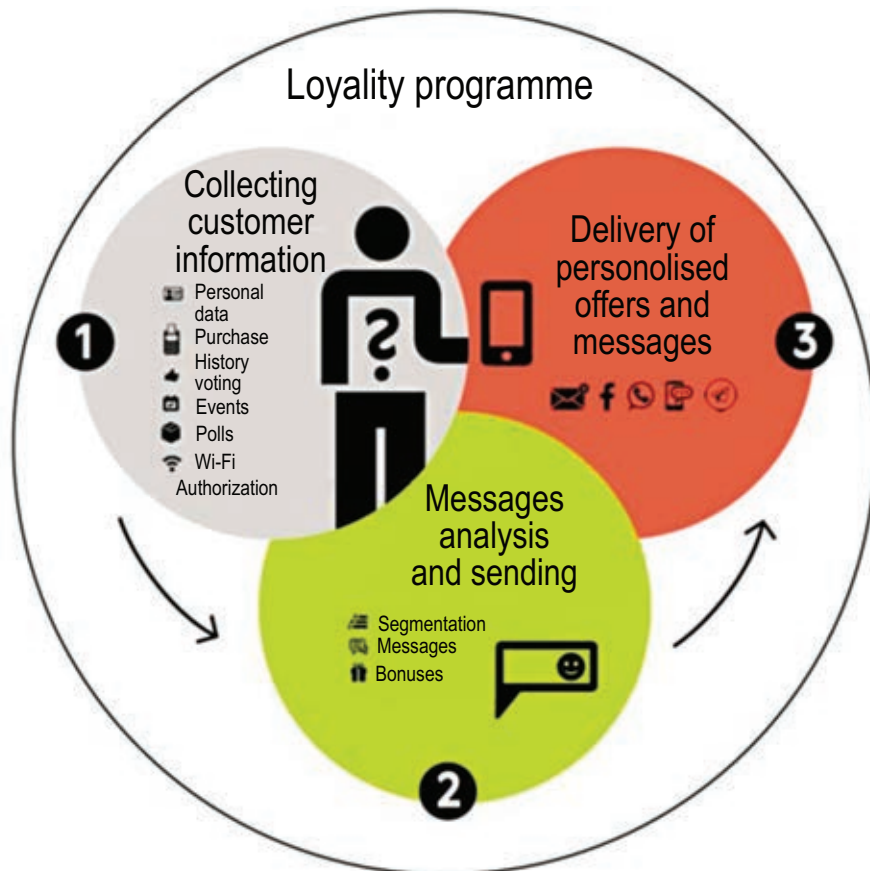 Loyality programme
Collecting
customer
information
Personal
data
Purchase
History
voting
Events
Polls
Wi-Fi
Authorization
1
?
Delivery of
personolised
offers and
messages
3
f
Messages
analysis
and sending
Segmentation
Messages
Bonuses
2